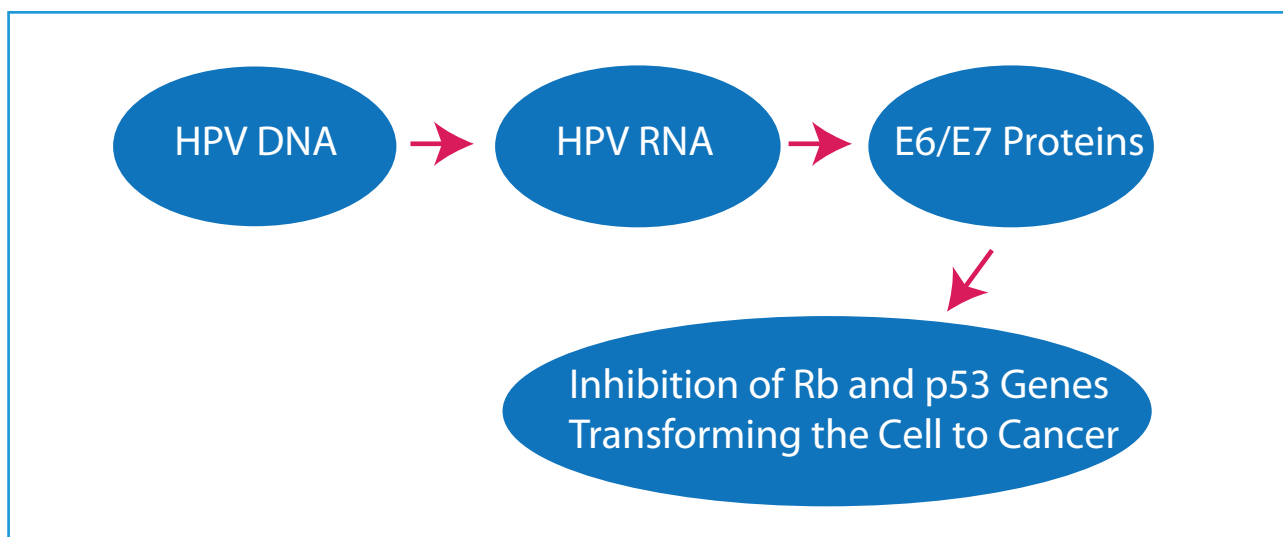 HPV DNA
HPV RNA
E6/E7 Proteins
Inhibition of Rb and p53 Genes
Transforming the Cell to Cancer